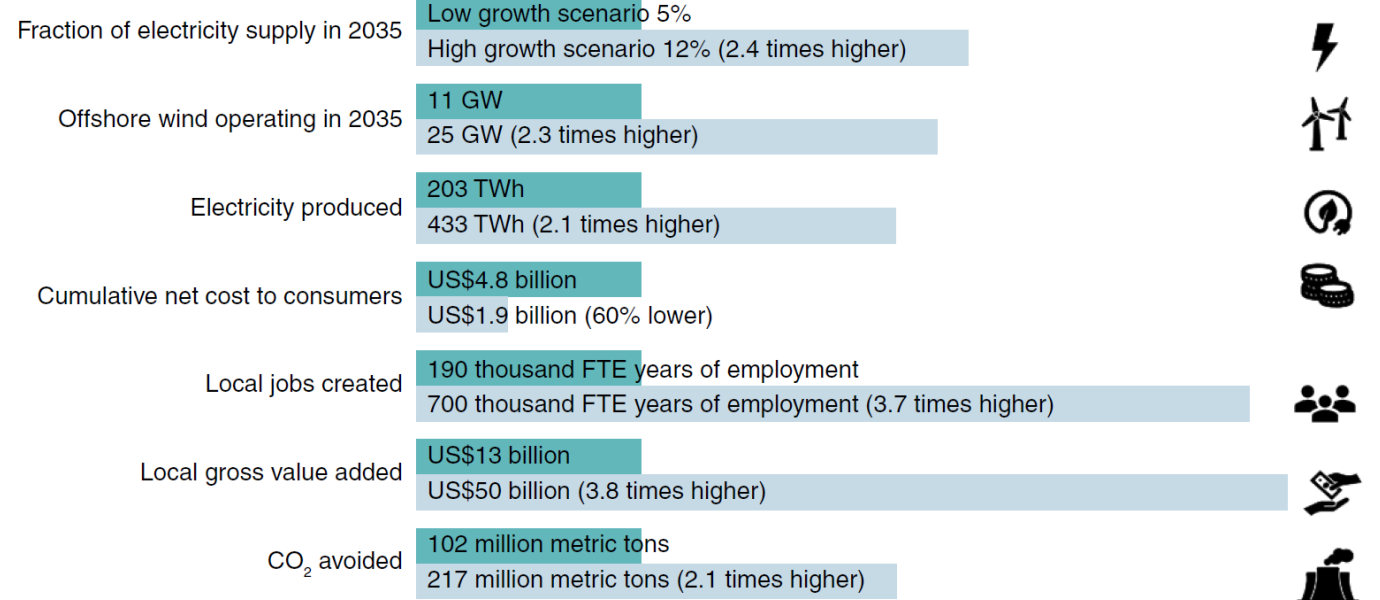 Fraction of electricity supply in 2035
Low growth scenario 5%
High growth scenario 12% (2.4 times higher)
Offshore wind operating in 2035
11 GW
25 GW (2.3 times higher)
Electricity produced
203 TWh
433 TWh (2.1 times higher)
Cumulative net cost to consumers
US$4.8 billion
US$1.9 billion (60% lower)
Local jobs created
190 thousand FTE years of employment
700 thousand FTE years of employment (3.7 times higher)
Local gross value added
US$13 billion
US$50 billion (3.8 times higher)
CO₂ avoided
102 million metric tons
217 million metric tons (2.1 times higher)